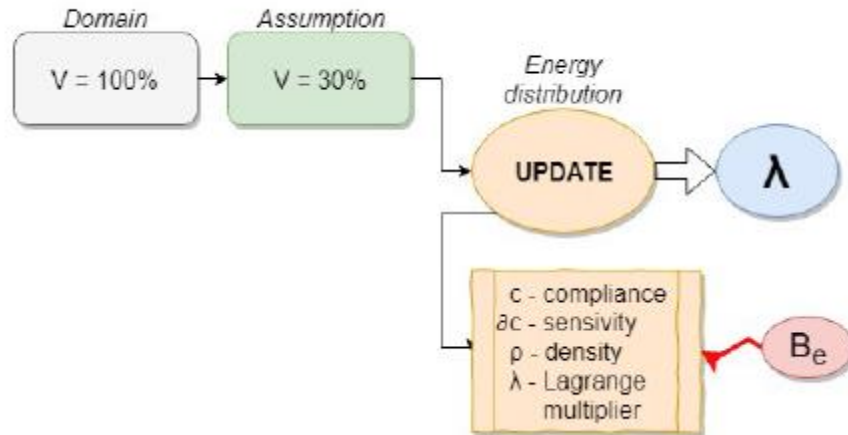 Domain
Assumption
V = 100%
V = 30%
Energy
distribution
UPDATE
λ
c - compliance
∂c - sensivity
ρ - density
λ - Lagrange
multiplier
Be